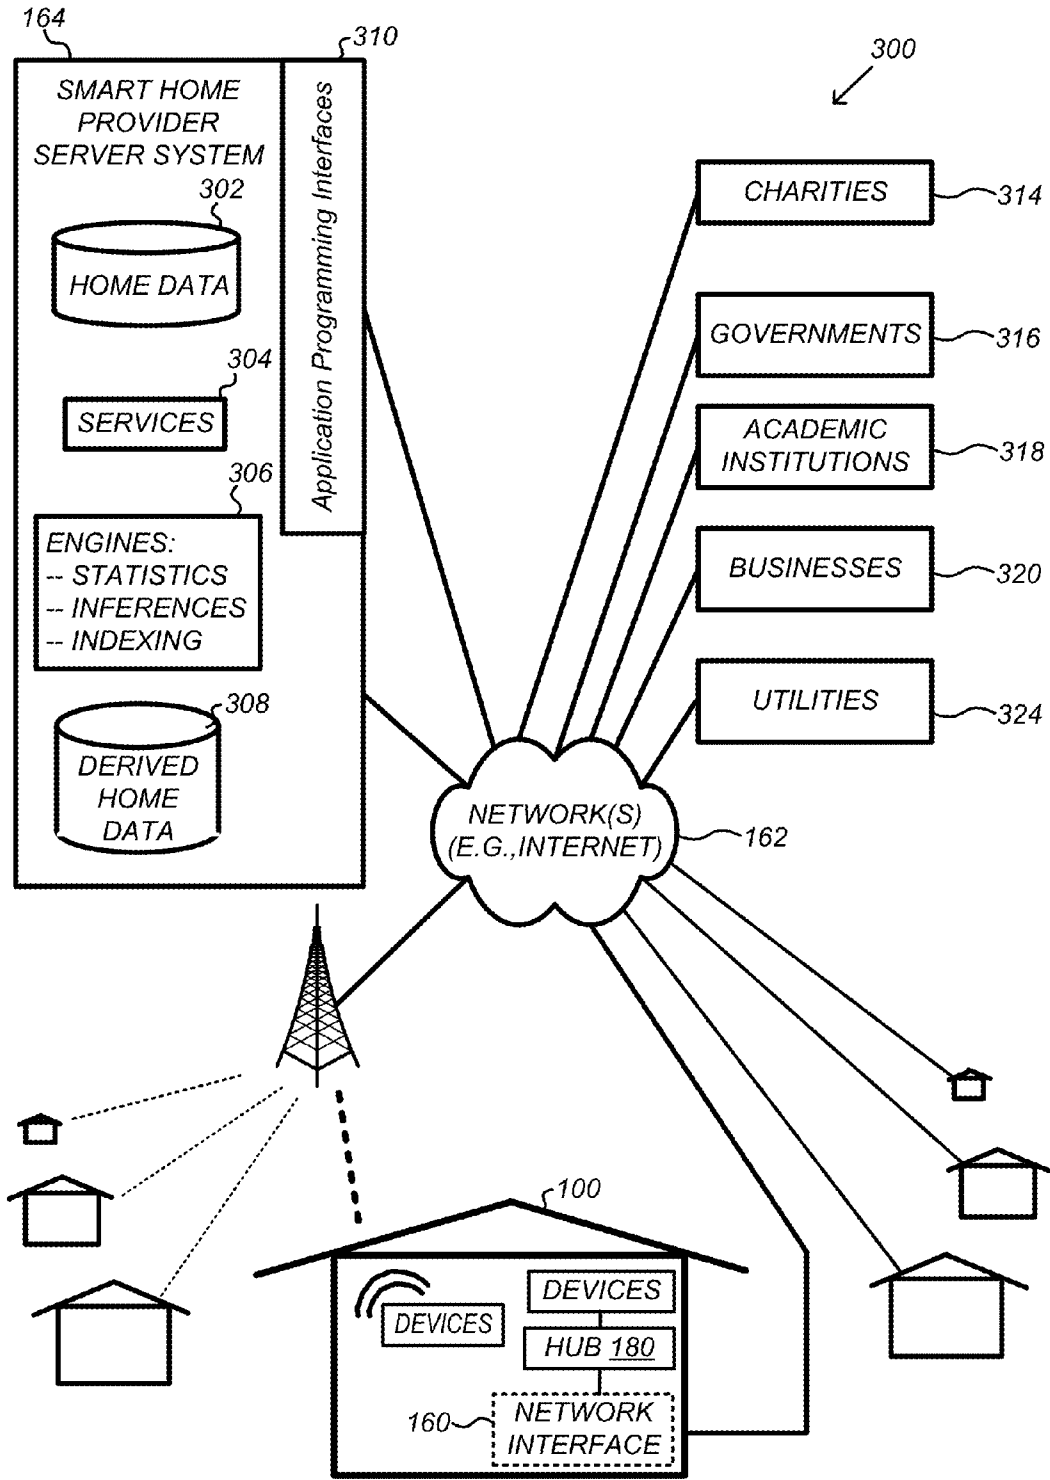 164
310
300
SMART HOME
PROVIDER
SERVER SYSTEM
Application Programming Interfaces
302
HOME DATA
304
SERVICES
306
ENGINES:
-- STATISTICS
-- INFERENCES
-- INDEXING
308
DERIVED
HOME
DATA
CHARITIES
314
GOVERNMENTS
316
ACADEMIC
INSTITUTIONS
318
BUSINESSES
320
UTILITIES
324
NETWORK(S)
(E.G.,INTERNET)
162
100
DEVICES
DEVICES
HUB 180
160
NETWORK
INTERFACE